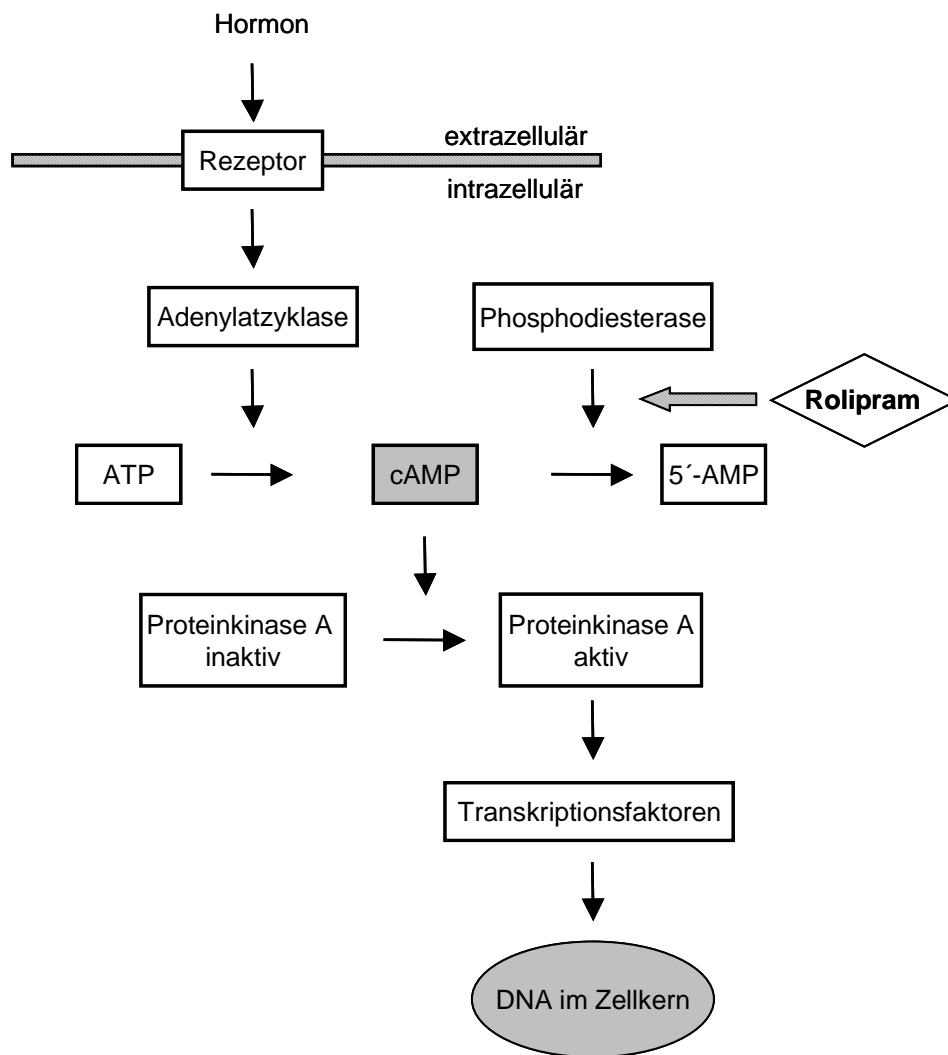 Hormon
extrazellulär
Rezeptor
intrazellulär
Adenylatzyklase
Phosphodiesterase
Rolipram
ATP
cAMP
5´-AMP
Proteinkinase A
inaktiv
Proteinkinase A
aktiv
Transkriptionsfaktoren
DNA im Zellkern